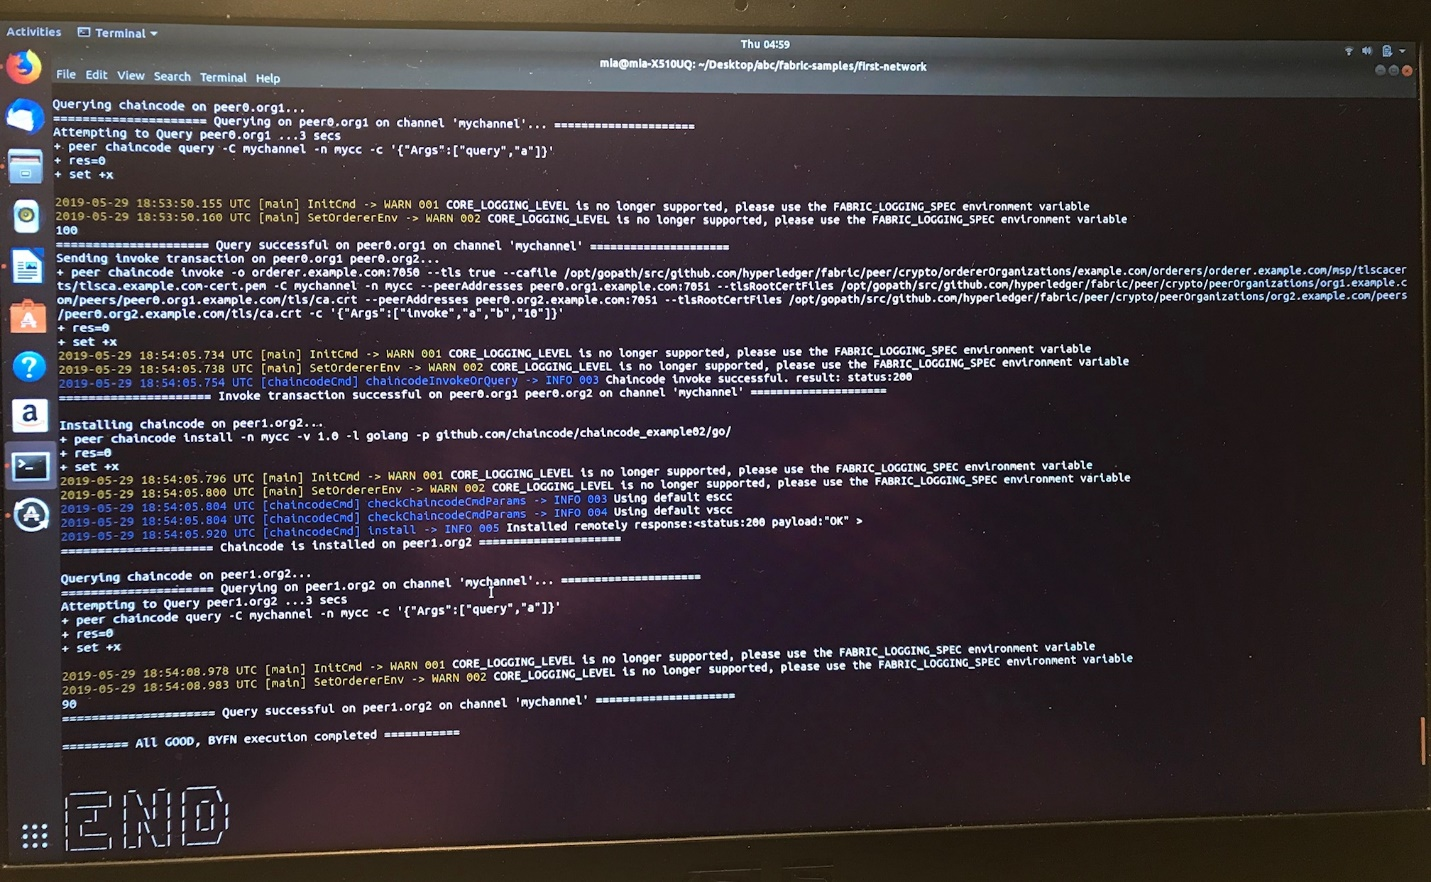 Activities Terminal
Thu 04:59
mia@mia-X510UQ: ~/Desktop/abc/fabric-samples/first-network
File Edit View Search Terminal Help
Querying chaincode on peer0.org1...
===================== Querying on peer0.org1 on channel 'mychannel'... =====================
Attempting to Query peer0.org1 ...3 secs
+ peer chaincode query -C mychannel -n mycc -c '{"Args":["query","a"]}'
+ res=0
+ set +x
2019-05-29 18:53:50.155 UTC [main] InitCmd -> WARN 001 CORE_LOGGING_LEVEL is no longer supported, please use the FABRIC_LOGGING_SPEC environment variable
2019-05-29 18:53:50.160 UTC [main] SetOrdererEnv -> WARN 002 CORE_LOGGING_LEVEL is no longer supported, please use the FABRIC_LOGGING_SPEC environment variable
100
===================== Query successful on peer0.org1 on channel 'mychannel' =====================
Sending invoke transaction on peer0.org1 peer0.org2...
+ peer chaincode invoke -o orderer.example.com:7050 --tls true --cafile /opt/gopath/src/github.com/hyperledger/fabric/peer/crypto/ordererOrganizations/example.com/orderers/orderer.example.com/msp/tlscacer
ts/tlsca.example.com-cert.pem -C mychannel -n mycc --peerAddresses peer0.org1.example.com:7051 --tlsRootCertFiles /opt/gopath/src/github.com/hyperledger/fabric/peer/crypto/peerOrganizations/org1.example.c
om/peers/peer0.org1.example.com/tls/ca.crt --peerAddresses peer0.org2.example.com:7051 --tlsRootCertFiles /opt/gopath/src/github.com/hyperledger/fabric/peer/crypto/peerOrganizations/org2.example.com/peers
/peer0.org2.example.com/tls/ca.crt -c '{"Args":["invoke","a","b","10"]}'
+ res=0
+ set +x
2019-05-29 18:54:05.734 UTC [main] InitCmd -> WARN 001 CORE_LOGGING_LEVEL is no longer supported, please use the FABRIC_LOGGING_SPEC environment variable
2019-05-29 18:54:05.738 UTC [main] SetOrdererEnv -> WARN 002 CORE_LOGGING_LEVEL is no longer supported, please use the FABRIC_LOGGING_SPEC environment variable
2019-05-29 18:54:05.754 UTC [chaincodeCmd] chaincodeInvokeOrQuery -> INFO 003 Chaincode invoke successful. result: status:200
===================== Invoke transaction successful on peer0.org1 peer0.org2 on channel 'mychannel' =====================
Installing chaincode on peer1.org2...
+ peer chaincode install -n mycc -v 1.0 -l golang -p github.com/chaincode/chaincode_example02/go/
+ res=0
+ set +x
2019-05-29 18:54:05.796 UTC [main] InitCmd -> WARN 001 CORE_LOGGING_LEVEL is no longer supported, please use the FABRIC_LOGGING_SPEC environment variable
2019-05-29 18:54:05.800 UTC [main] SetOrdererEnv -> WARN 002 CORE_LOGGING_LEVEL is no longer supported, please use the FABRIC_LOGGING_SPEC environment variable
2019-05-29 18:54:05.804 UTC [chaincodeCmd] checkChaincodeCmdParams -> INFO 003 Using default escc
2019-05-29 18:54:05.804 UTC [chaincodeCmd] checkChaincodeCmdParams -> INFO 004 Using default vscc
2019-05-29 18:54:05.920 UTC [chaincodeCmd] install -> INFO 005 Installed remotely response:<status:200 payload:"OK" >
===================== Chaincode is installed on peer1.org2 =====================
Querying chaincode on peer1.org2...
===================== Querying on peer1.org2 on channel 'mychannel'... =====================
Attempting to Query peer1.org2 ...3 secs
+ peer chaincode query -C mychannel -n mycc -c '{"Args":["query","a"]}'
+ res=0
+ set +x
2019-05-29 18:54:08.978 UTC [main] InitCmd -> WARN 001 CORE_LOGGING_LEVEL is no longer supported, please use the FABRIC_LOGGING_SPEC environment variable
2019-05-29 18:54:08.983 UTC [main] SetOrdererEnv -> WARN 002 CORE_LOGGING_LEVEL is no longer supported, please use the FABRIC_LOGGING_SPEC environment variable
90
===================== Query successful on peer1.org2 on channel 'mychannel' =====================
========= All GOOD, BYFN execution completed ===========
END